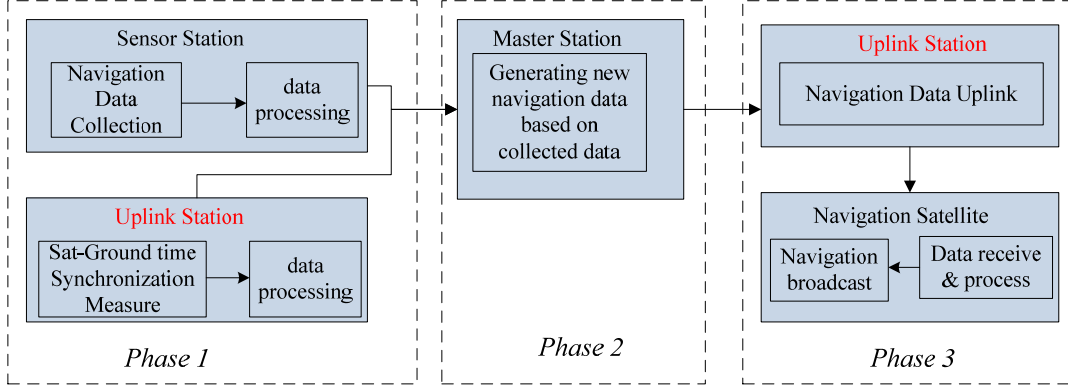 Sensor Station
Navigation
Data
Collection
data
processing
Uplink Station
Sat-Ground time
Synchronization
Measure
data
processing
Phase 1
Master Station
Generating new
navigation data
based on
collected data
Phase 2
Uplink Station
Navigation Data Uplink
Navigation Satellite
Navigation
broadcast
Data receive
& process
Phase 3